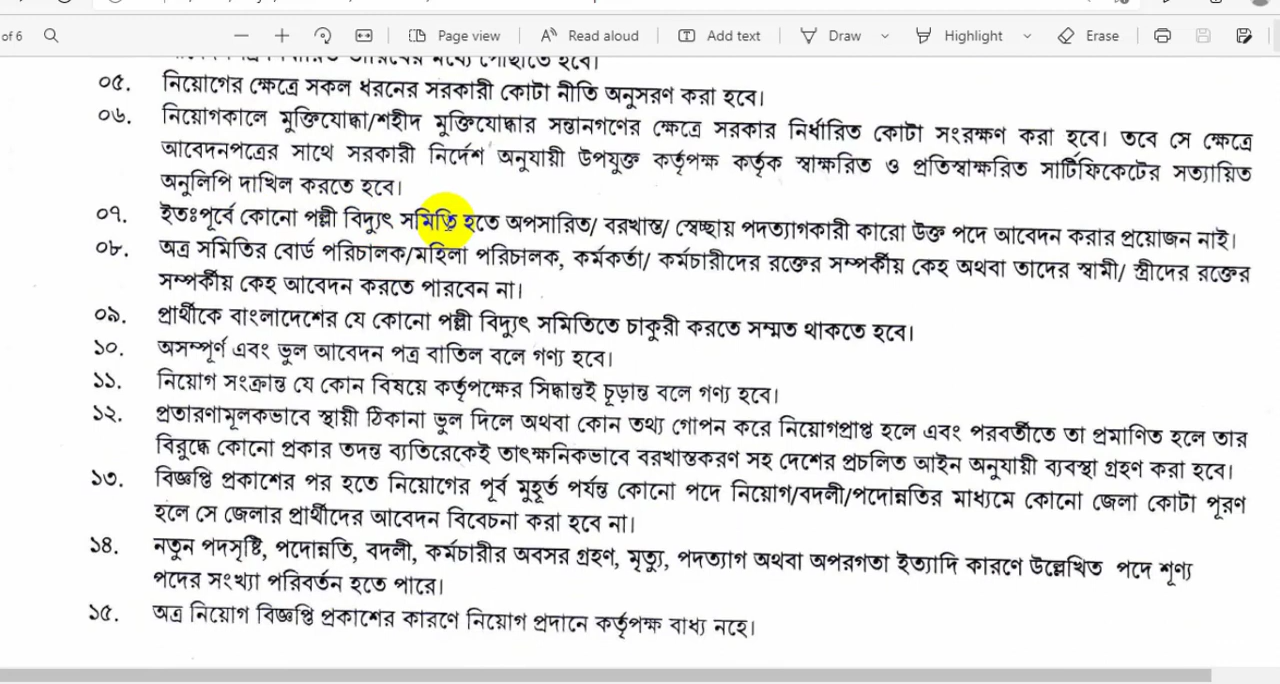 of 6
Page view
Read aloud
Add text
Draw
Highlight
Erase
০৫. নিয়োগের ক্ষেত্রে সকল ধরনের সরকারী কোটা নীতি অনুসরণ করা হবে।
০৬. নিয়োগকালে মুক্তিযোদ্ধা/শহীদ মুক্তিযোদ্ধার সন্তানগণের ক্ষেত্রে সরকার নির্ধারিত কোটা সংরক্ষণ করা হবে। তবে সে ক্ষেত্রে
আবেদনপত্রের সাথে সরকারী নির্দেশ অনুযায়ী উপযুক্ত কর্তৃপক্ষ কর্তৃক স্বাক্ষরিত ও প্রতিস্বাক্ষরিত সার্টিফিকেটের সত্যায়িত
অনুলিপি দাখিল করতে হবে।
০৭. ইতঃপূর্বে কোনো পল্লী বিদ্যুৎ সমিতি হতে অপসারিত/ বরখাস্ত/ স্বেচ্ছায় পদত্যাগকারী কারো উক্ত পদে আবেদন করার প্রয়োজন নাই।
০৮. অত্র সমিতির বোর্ড পরিচালক/মহিলা পরিচালক, কর্মকর্তা/ কর্মচারীদের রক্তের সম্পর্কীয় কেহ অথবা তাদের স্বামী/ স্ত্রীদের রক্তের
সম্পর্কীয় কেহ আবেদন করতে পারবেন না।
০৯. প্রার্থীকে বাংলাদেশের যে কোনো পল্লী বিদ্যুৎ সমিতিতে চাকুরী করতে সম্মত থাকতে হবে।
১০. অসম্পূর্ণ এবং ভুল আবেদন পত্র বাতিল বলে গণ্য হবে।
১১. নিয়োগ সংক্রান্ত যে কোন বিষয়ে কর্তৃপক্ষের সিদ্ধান্তই চূড়ান্ত বলে গণ্য হবে।
১২. প্রতারণামূলকভাবে স্থায়ী ঠিকানা ভুল দিলে অথবা কোন তথ্য গোপন করে নিয়োগপ্রাপ্ত হলে এবং পরবর্তীতে তা প্রমাণিত হলে তার
বিরুদ্ধে কোনো প্রকার তদন্ত ব্যতিরেকেই তাৎক্ষনিকভাবে বরখাস্তকরণ সহ দেশের প্রচলিত আইন অনুযায়ী ব্যবস্থা গ্রহণ করা হবে।
১৩. বিজ্ঞপ্তি প্রকাশের পর হতে নিয়োগের পূর্ব মুহূর্ত পর্যন্ত কোনো পদে নিয়োগ/বদলী/পদোন্নতির মাধ্যমে কোনো জেলা কোটা পূরণ
হলে সে জেলার প্রার্থীদের আবেদন বিবেচনা করা হবে না।
১৪. নতুন পদসৃষ্টি, পদোন্নতি, বদলী, কর্মচারীর অবসর গ্রহণ, মৃত্যু, পদত্যাগ অথবা অপরগতা ইত্যাদি কারণে উল্লেখিত পদে শূণ্য
পদের সংখ্যা পরিবর্তন হতে পারে।
১৫. অত্র নিয়োগ বিজ্ঞপ্তি প্রকাশের কারণে নিয়োগ প্রদানে কর্তৃপক্ষ বাধ্য নহে।